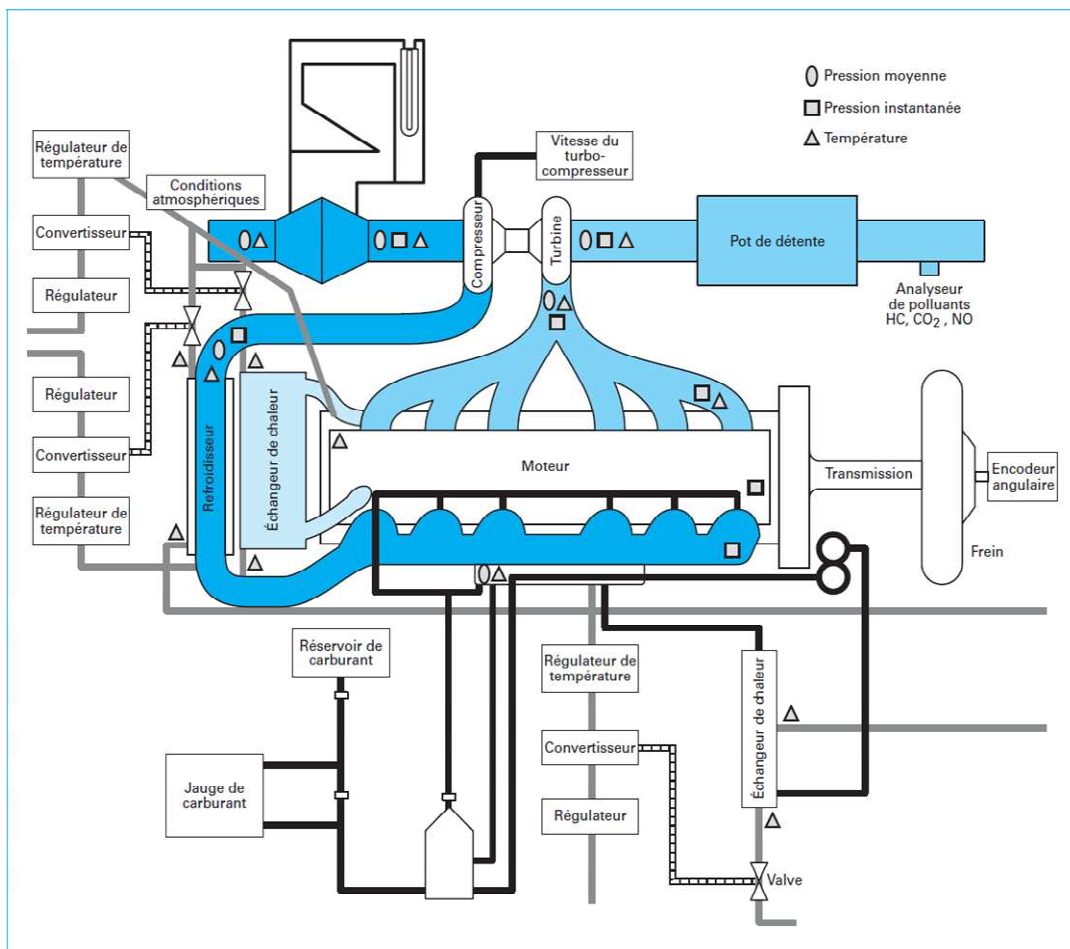 Pression moyenne
Pression instantanée
Température
Régulateur de
température
Vitesse du
turbo-
compresseur
Conditions
atmosphériques
Convertisseur
Compresseur
Turbine
Pot de détente
Régulateur
Analyseur
de polluants
HC, CO₂ , NO
Régulateur
Convertisseur
Régulateur de
température
Refroidisseur
Échangeur de chaleur
Moteur
Transmission
Encodeur
angulaire
Frein
Réservoir de
carburant
Régulateur de
température
Échangeur de chaleur
Convertisseur
Jauge de
carburant
Régulateur
Valve